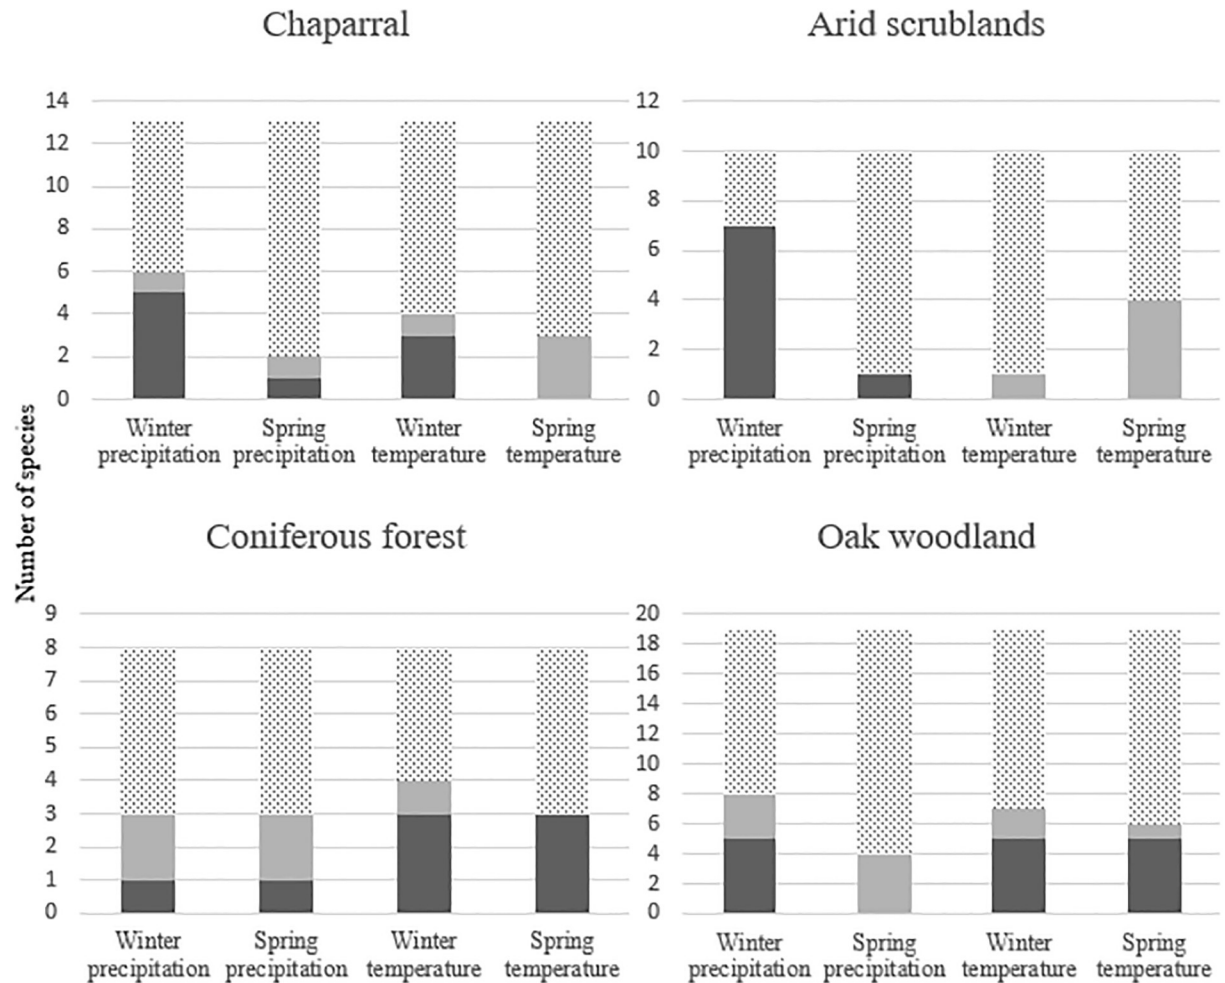 Chaparral
14
12
10
8
6
4
2
0
Winter precipitation
Spring precipitation
Winter temperature
Spring temperature
Arid scrublands
12
10
8
6
4
2
0
Winter precipitation
Spring precipitation
Winter temperature
Spring temperature
Number of species
Coniferous forest
9
8
7
6
5
4
3
2
1
0
Winter precipitation
Spring precipitation
Winter temperature
Spring temperature
Oak woodland
20
18
16
14
12
10
8
6
4
2
0
Winter precipitation
Spring precipitation
Winter temperature
Spring temperature